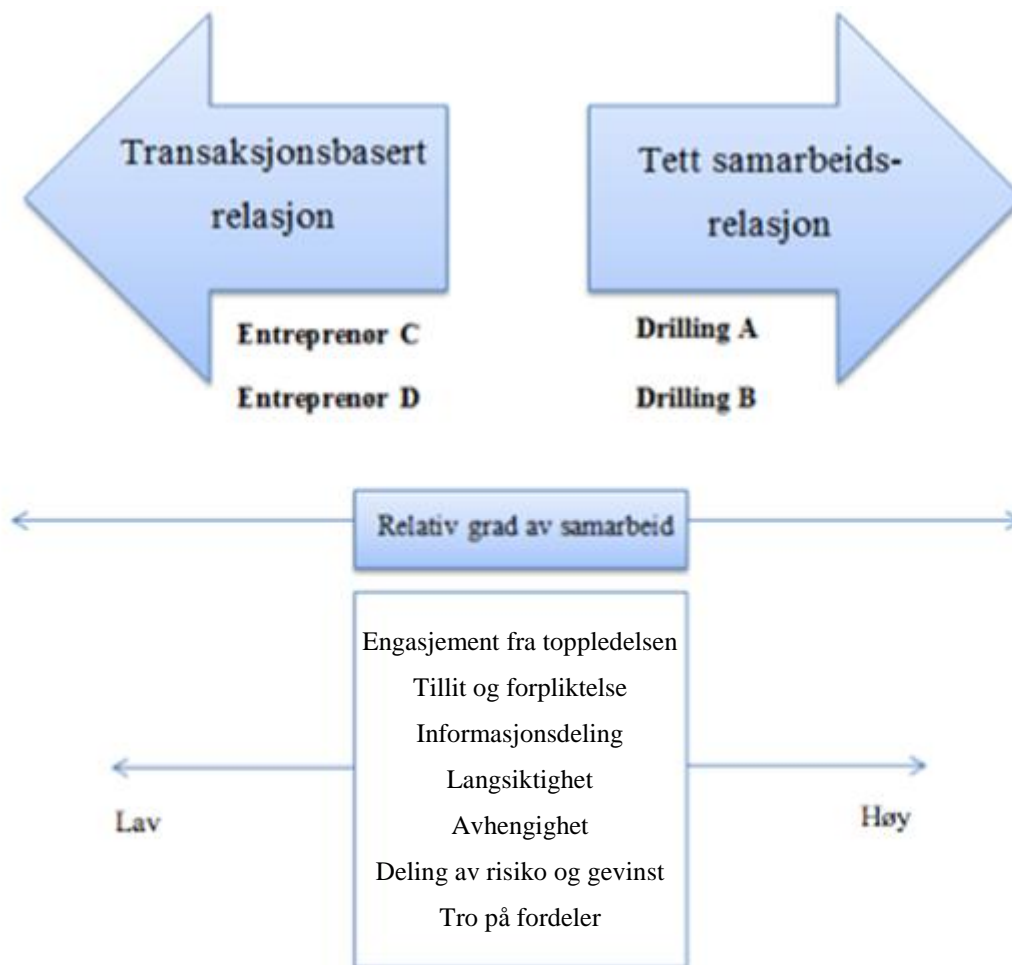 Transaksjonsbasert
relasjon
Tett samarbeids-
relasjon
Entreprenør C
Entreprenør D
Drilling A
Drilling B
Relativ grad av samarbeid
Engasjement fra toppledelsen
Tillit og forpliktelse
Informasjonsdeling
Langsiktighet
Avhengighet
Deling av risiko og gevinst
Tro på fordeler
Lav
Høy